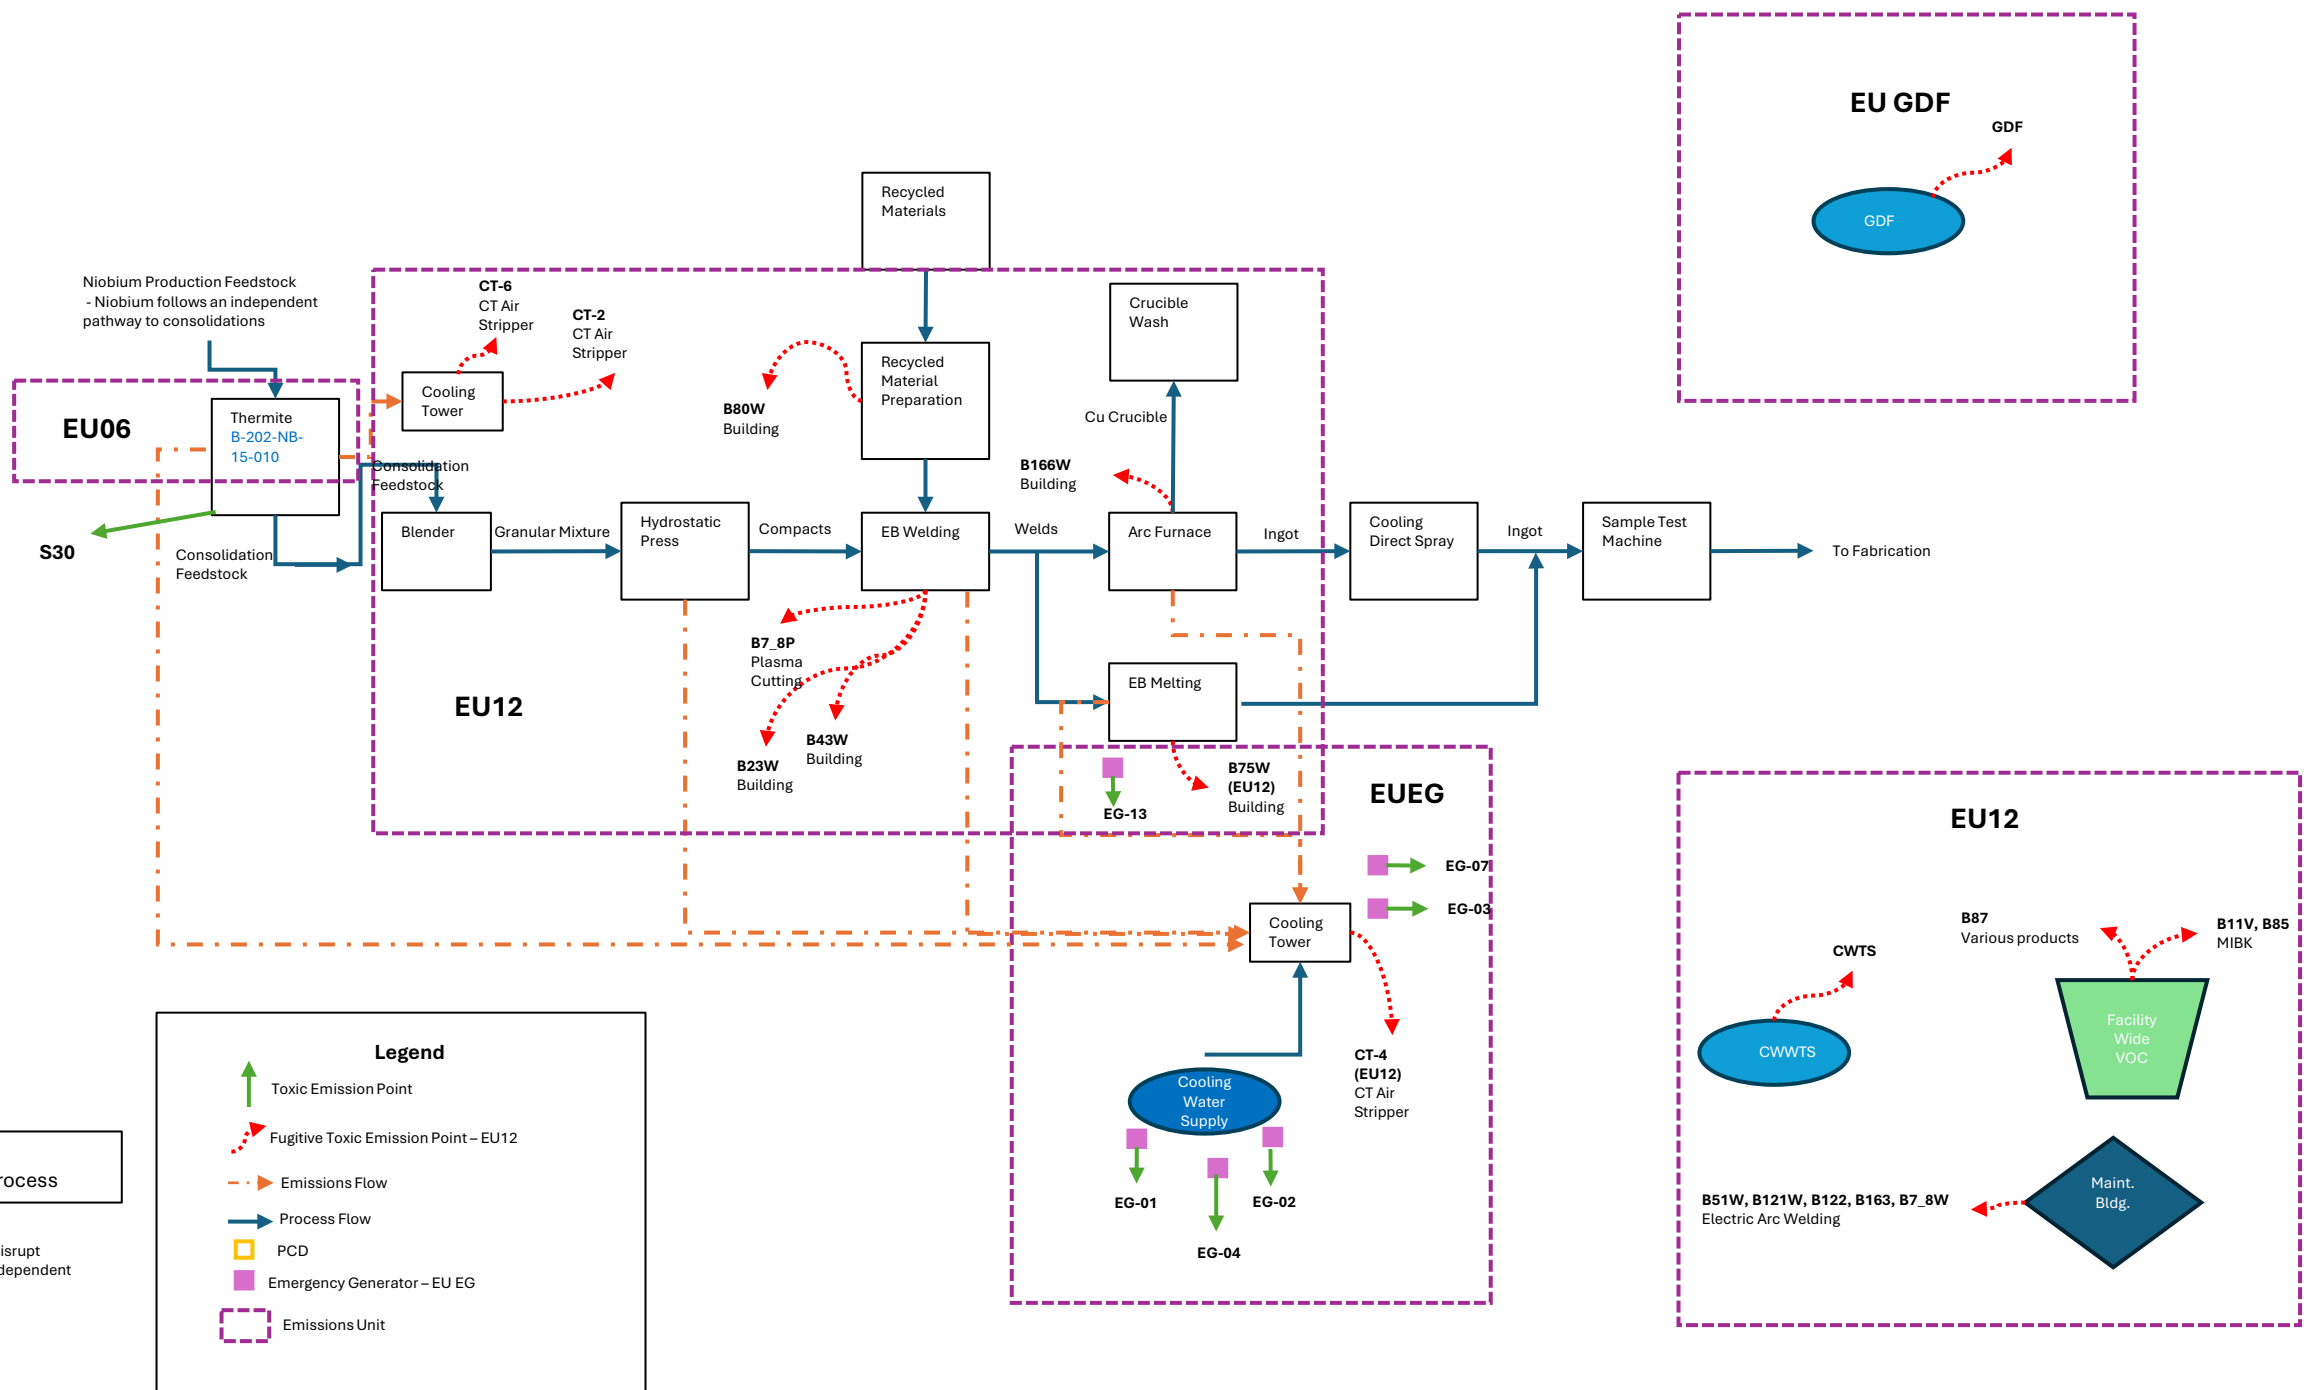 EU GDF
GDF
GDF
Recycled
Materials
Niobium Production Feedstock
- Niobium follows an independent
pathway to consolidations
CT-6
CT Air
Stripper
CT-2
CT Air
Stripper
Crucible
Wash
Recycled
Material
Preparation
Cooling
Tower
B80W
Building
Cu Crucible
EU06
Thermite
B-202-NB-
15-010
Consolidation
Feedstock
B166W
Building
S30
Consolidation
Feedstock
Blender
Granular Mixture
Hydrostatic
Press
Compacts
EB Welding
Welds
Arc Furnace
Ingot
Cooling
Direct Spray
Ingot
Sample Test
Machine
To Fabrication
B7_8P
Plasma
Cutting
EU12
B23W
Building
B43W
Building
EB Melting
B75W
(EU12)
Building
EG-13
EUEG
EG-07
EG-03
Cooling
Tower
CT-4
(EU12)
CT Air
Stripper
Cooling
Water
Supply
EG-01
EG-02
EG-04
EU12
B87
Various products
B11V, B85
MIBK
CWTS
CWWTS
Facility
Wide
VOC
Maint.
Bldg.
B51W, B121W, B122, B163, B7_8W
Electric Arc Welding
Legend
Toxic Emission Point
Fugitive Toxic Emission Point – EU12
Emissions Flow
Process Flow
PCD
Emergency Generator – EU EG
Emissions Unit
rocess
isrupt
dependent